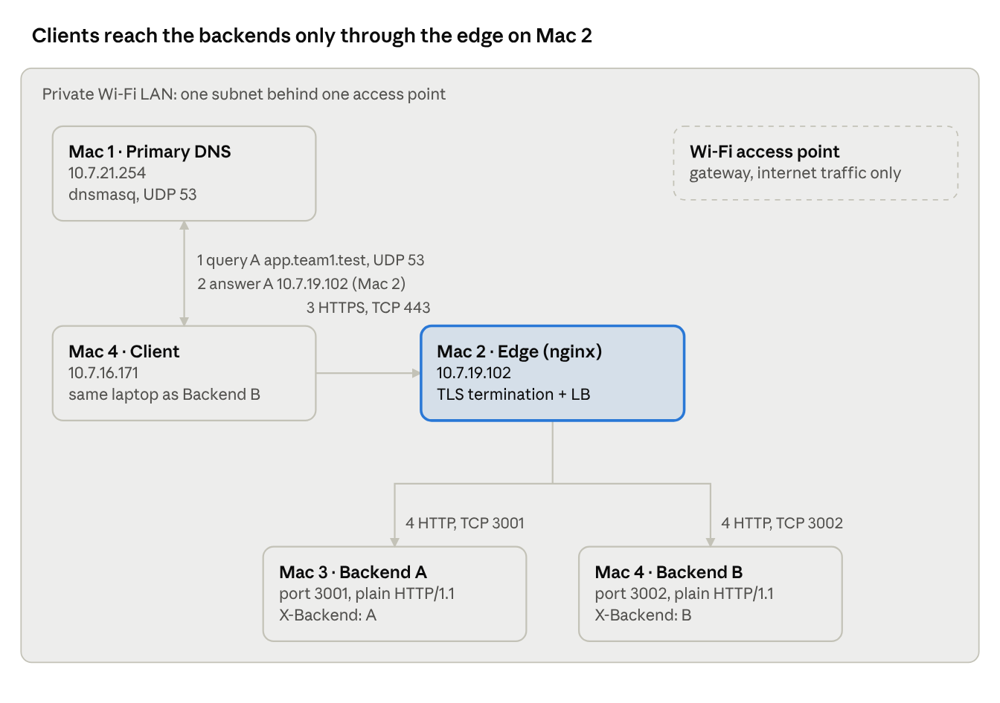 Clients reach the backends only through the edge on Mac 2
Private Wi-Fi LAN: one subnet behind one access point
Mac 1 · Primary DNS
10.7.21.254
dnsmasq, UDP 53
Wi-Fi access point
gateway, internet traffic only
1 query A app.team1.test, UDP 53
2 answer A 10.7.19.102 (Mac 2)
3 HTTPS, TCP 443
Mac 4 · Client
10.7.16.171
same laptop as Backend B
Mac 2 · Edge (nginx)
10.7.19.102
TLS termination + LB
4 HTTP, TCP 3001
4 HTTP, TCP 3002
Mac 3 · Backend A
port 3001, plain HTTP/1.1
X-Backend: A
Mac 4 · Backend B
port 3002, plain HTTP/1.1
X-Backend: B